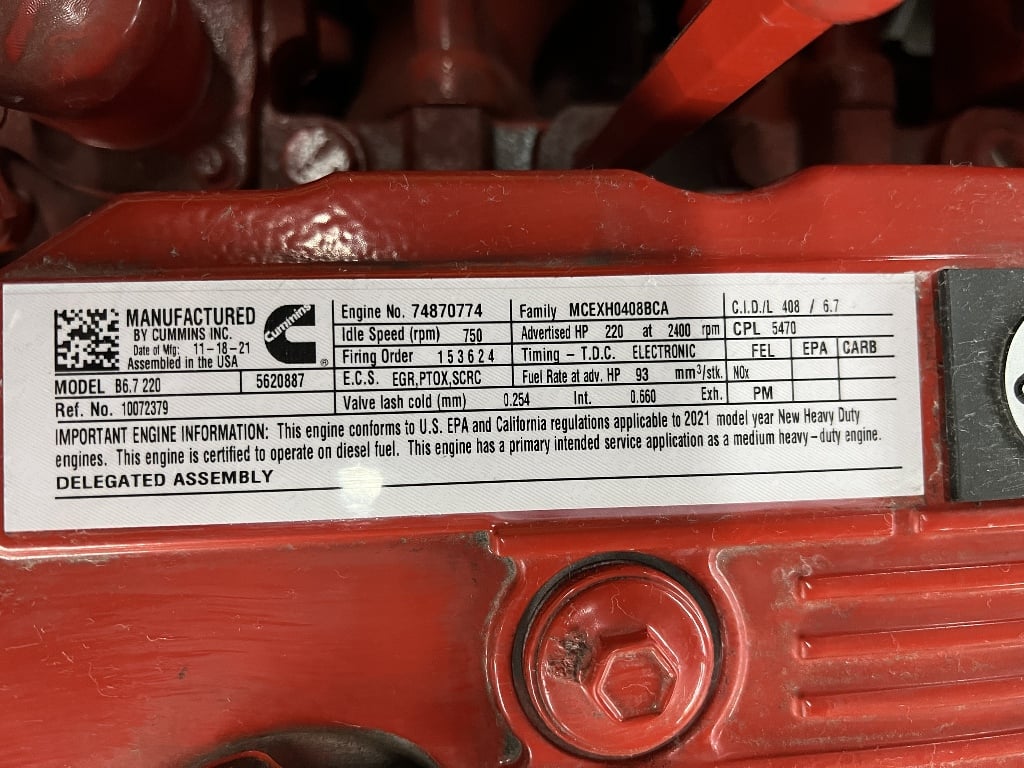 MANUFACTURED
BY CUMMINS INC.
Date of Mfg: 11-18-21
Assembled in the USA
Cummins ®
MODEL B6.7 220 5620887
Ref. No. 10072379
Engine No. 74870774
Idle Speed (rpm) 750
Firing Order 1 5 3 6 2 4
E.C.S. EGR,PTOX,SCRC
Family MCEXH0408BCA
Advertised HP 220 at 2400 rpm
Timing - T.D.C. ELECTRONIC
Fuel Rate at adv. HP 93 mm³/stk.
Valve lash cold (mm) 0.254 Int. 0.660 Exh.
C.I.D./L 408 / 6.7
CPL 5470
FEL EPA CARB
NOx
PM
IMPORTANT ENGINE INFORMATION: This engine conforms to U.S. EPA and California regulations applicable to 2021 model year New Heavy Duty
engines. This engine is certified to operate on diesel fuel. This engine has a primary intended service application as a medium heavy-duty engine.
DELEGATED ASSEMBLY